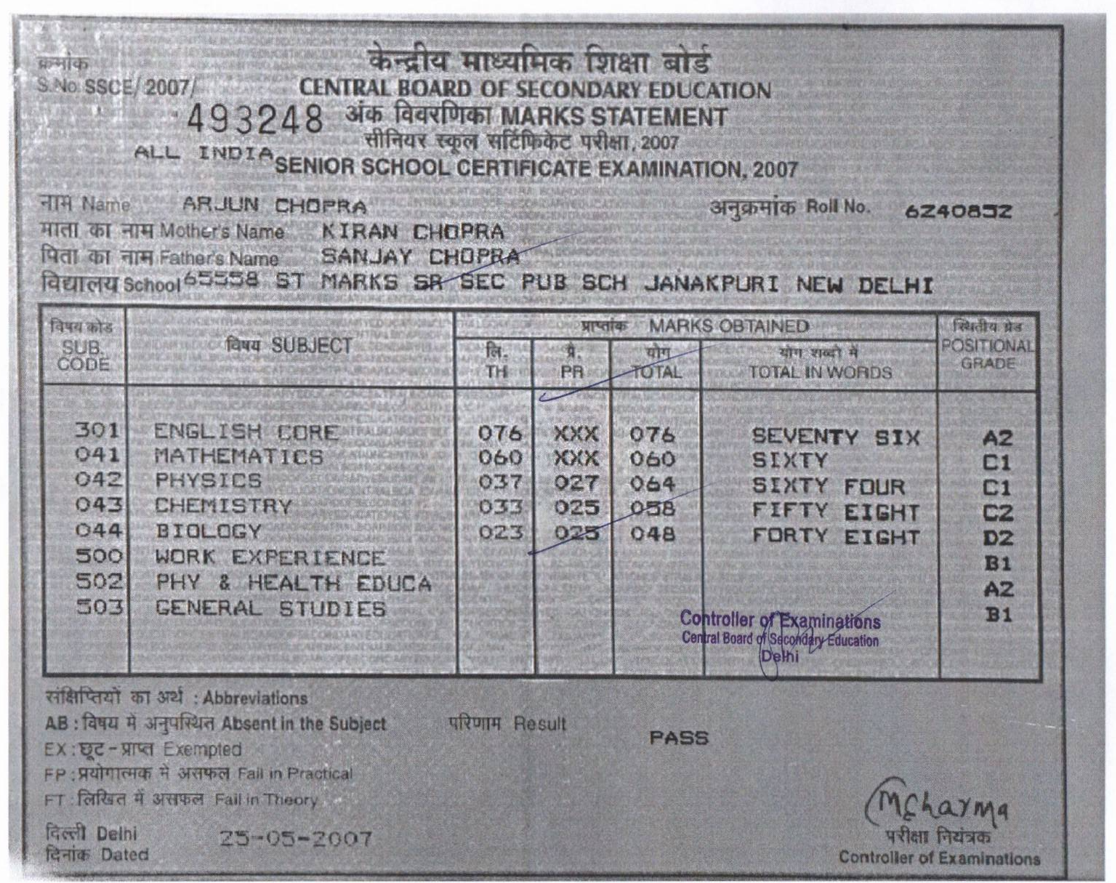 क्रमांक
केन्द्रीय माध्यमिक शिक्षा बोर्ड
S.No SSCE/ 2007/
CENTRAL BOARD OF SECONDARY EDUCATION
493248
अंक विवरणिका MARKS STATEMENT
सीनियर स्कूल सर्टिफिकेट परीक्षा, 2007
ALL INDIA
SENIOR SCHOOL CERTIFICATE EXAMINATION, 2007
नाम Name ARJUN CHOPRA अनुक्रमांक Roll No. 6240852
माता का नाम Mother's Name KIRAN CHOPRA
पिता का नाम Father's Name SANJAY CHOPRA
विद्यालय School 65558 ST MARKS SR SEC PUB SCH JANAKPURI NEW DELHI
विषय कोड SUB. CODE
विषय SUBJECT
प्राप्तांक MARKS OBTAINED
लि. TH
प्रै. PR
योग TOTAL
योग शब्दों में TOTAL IN WORDS
स्थितीय ग्रेड POSITIONAL GRADE
301 ENGLISH CORE 076 XXX 076 SEVENTY SIX A2
041 MATHEMATICS 060 XXX 060 SIXTY C1
042 PHYSICS 037 027 064 SIXTY FOUR C1
043 CHEMISTRY 033 025 058 FIFTY EIGHT C2
044 BIOLOGY 023 025 048 FORTY EIGHT D2
500 WORK EXPERIENCE B1
502 PHY & HEALTH EDUCA A2
503 GENERAL STUDIES B1
Controller of Examinations
Central Board of Secondary Education
Delhi
संक्षिप्तियों का अर्थ : Abbreviations
AB : विषय में अनुपस्थित Absent in the Subject परिणाम Result PASS
EX : छूट - प्राप्त Exempted
FP : प्रयोगात्मक में असफल Fail in Practical
FT : लिखित में असफल Fail in Theory
MCharma
दिल्ली Delhi
दिनांक Dated 25-05-2007
परीक्षा नियंत्रक
Controller of Examinations